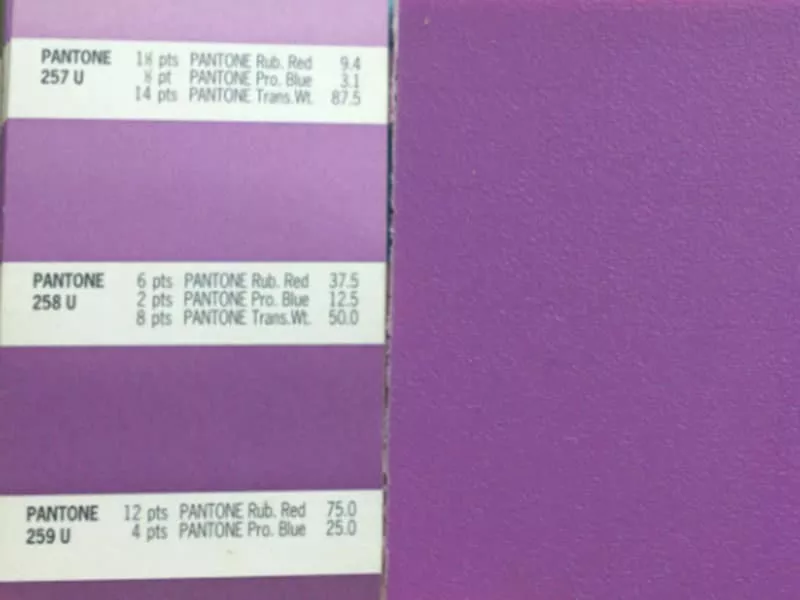 PANTONE 1½ pts PANTONE Rub. Red 9.4
257 U ½ pt PANTONE Pro. Blue 3.1
14 pts PANTONE Trans.Wt. 87.5
PANTONE 6 pts PANTONE Rub. Red 37.5
258 U 2 pts PANTONE Pro. Blue 12.5
8 pts PANTONE Trans.Wt. 50.0
PANTONE 12 pts PANTONE Rub. Red 75.0
259 U 4 pts PANTONE Pro. Blue 25.0